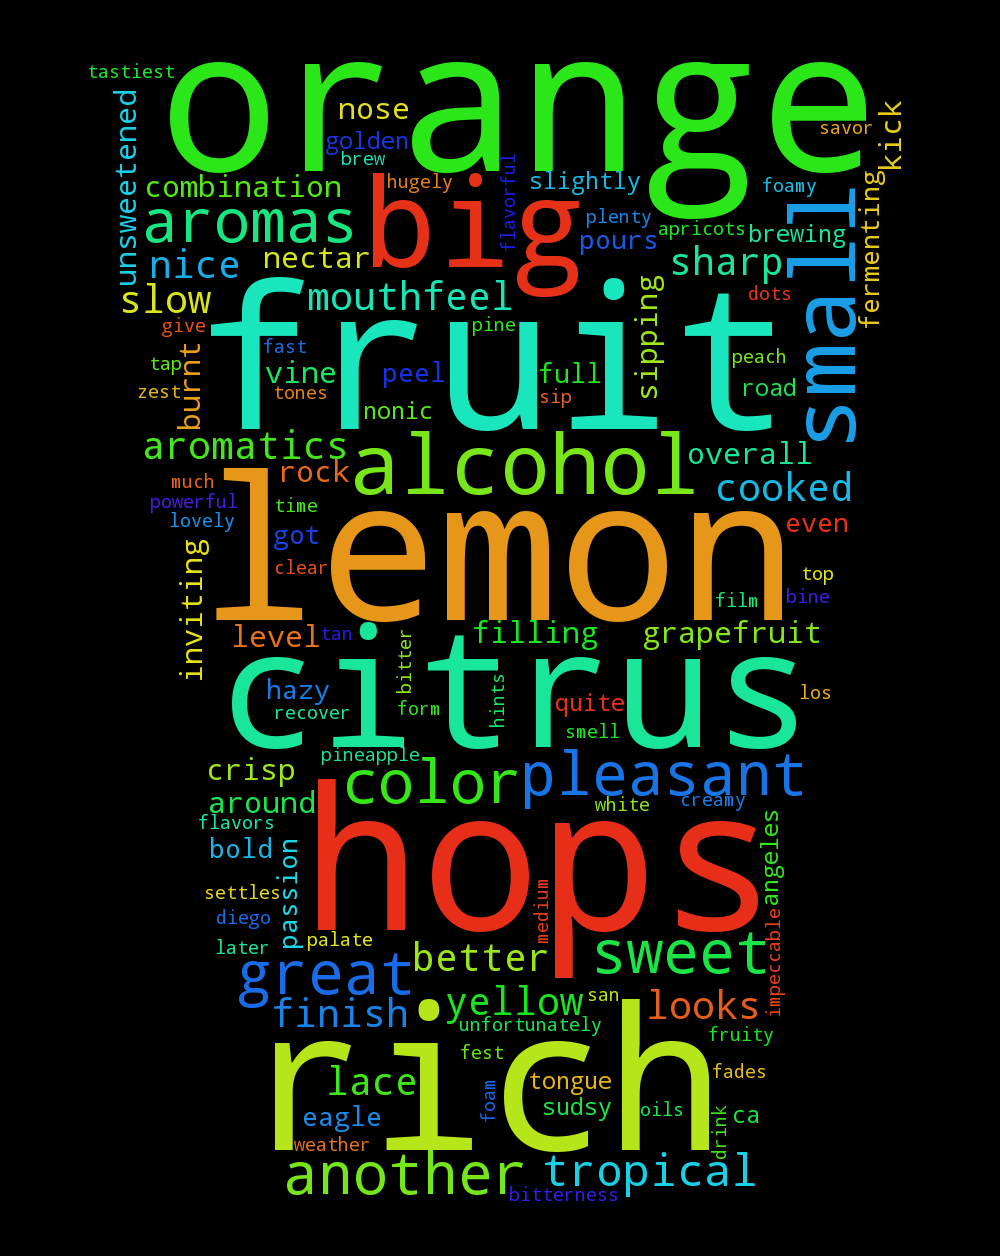 orange
tastiest
nose
golden
brew
unsweetened
savor
kick
combination
hugely
flavorful
slightly
foamy
aromas
big
plenty
pours
apricots
brewing
small
fermenting
nice
nectar
sharp
slow
mouthfeel
dots
fruit
give
pine
sipping
fast
tap
burnt
vine
peel
full
peach
zest
tones
sip
road
nonic
aromatics
alcohol
overall
rock
cooked
much
powerful
time
lovely
got
even
lemon
clear
inviting
top
film
bine
level
tan
filling
grapefruit
citrus
bitter
hazy
recover
form
hints
quite
los
smell
pineapple
crisp
color
pleasant
around
white
creamy
flavors
hops
bold
passion
angeles
settles
medium
diego
later
palate
better
sweet
impeccable
great
finish
yellow
san
looks
unfortunately
fruity
rich
fest
lace
tongue
fades
foam
eagle
sudsy
oils
ca
drink
weather
another
tropical
bitterness